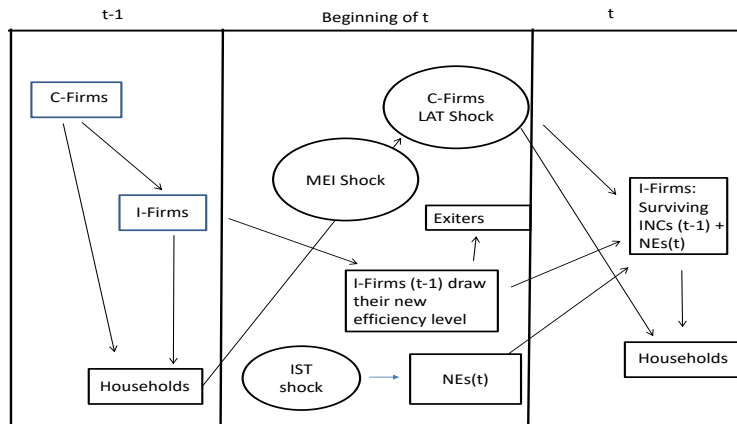 t-1
Beginning of t
t
C-Firms
I-Firms
Households
MEI Shock
C-Firms
LAT Shock
Exiters
I-Firms (t-1) draw
their new
efficiency level
IST
shock
NEs(t)
I-Firms:
Surviving
INCs (t-1) +
NEs(t)
Households